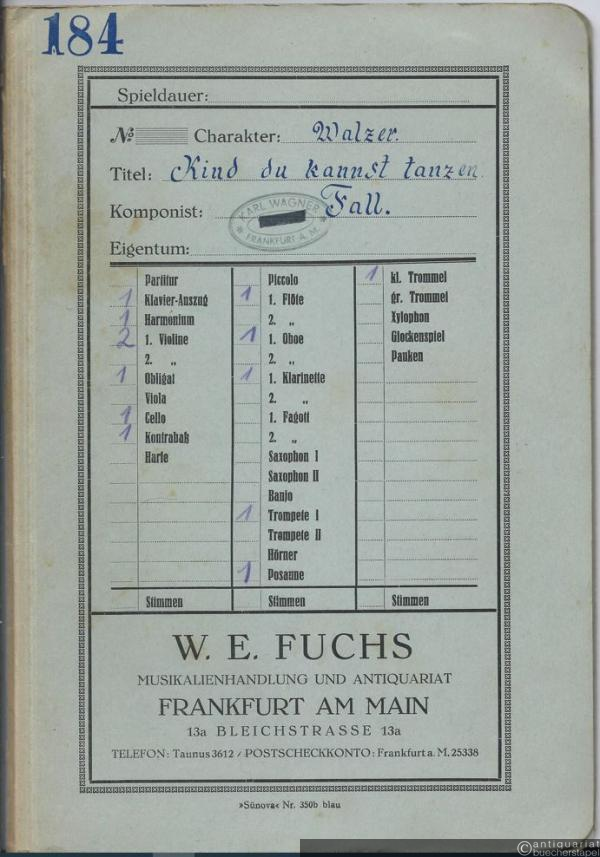 184
Spieldauer:
№ Charakter: Walzer.
Titel: Kind du kannst tanzen
Komponist: Fall.
KARL WAGNER
FRANKFURT A. M.
Eigentum:
Partitur
1 Klavier-Auszug
1 Harmonium
2 1. Violine
2. „
1 Obligat
Viola
1 Cello
1 Kontrabaß
Harfe
Stimmen
Piccolo
1 1. Flöte
2. „
1 1. Oboe
2. „
1 1. Klarinette
2. „
1. Fagott
2. „
Saxophon I
Saxophon II
Banjo
1 Trompete I
Trompete II
Hörner
1 Posaune
Stimmen
1 kl. Trommel
gr. Trommel
Xylophon
Glockenspiel
Pauken
Stimmen
W. E. FUCHS
MUSIKALIENHANDLUNG UND ANTIQUARIAT
FRANKFURT AM MAIN
13a BLEICHSTRASSE 13a
TELEFON: Taunus 3612 / POSTSCHECKKONTO: Frankfurt a. M. 25338
»Sünova« Nr. 350b blau
©antiquariat
buecherstapel